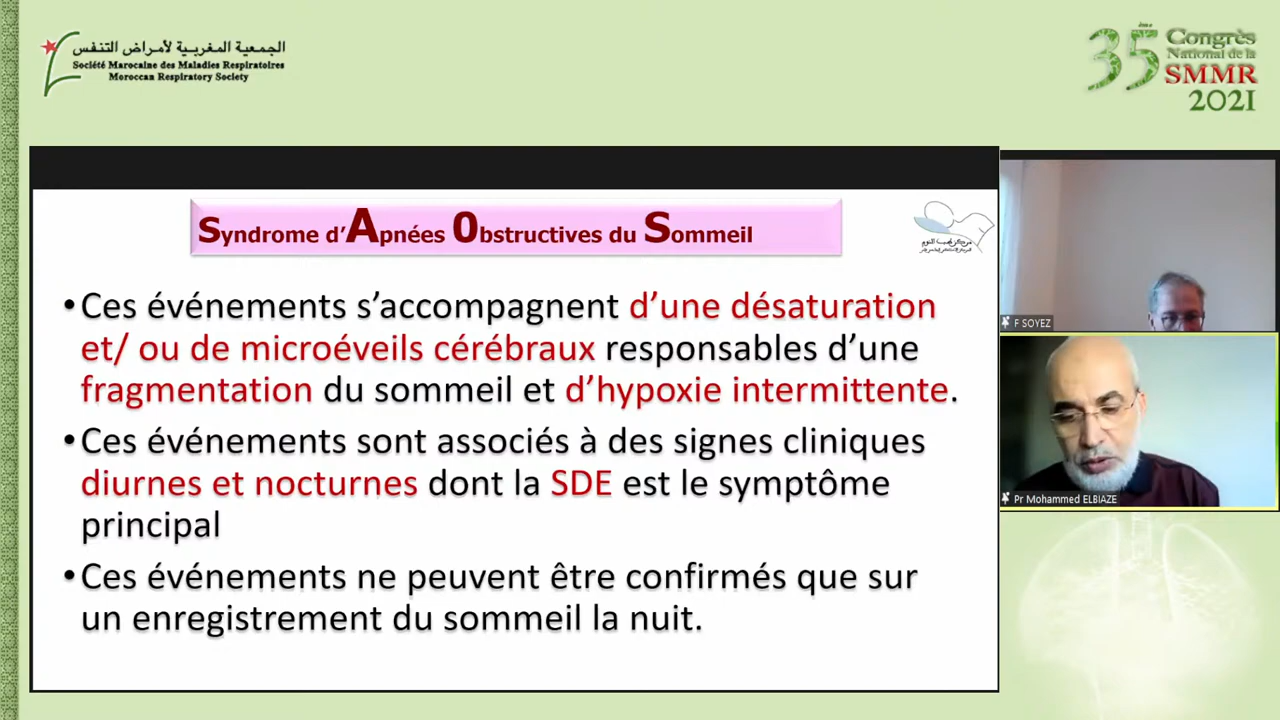 الجمعية المغربية لأمراض التنفس
Société Marocaine des Maladies Respiratoires
Moroccan Respiratory Society
35ème Congrès
National de la
SMMR
2021
Syndrome d'Apnées 0bstructives du Sommeil
•Ces événements s'accompagnent d'une désaturation
et/ ou de microéveils cérébraux responsables d'une
fragmentation du sommeil et d'hypoxie intermittente.
•Ces événements sont associés à des signes cliniques
diurnes et nocturnes dont la SDE est le symptôme
principal
•Ces événements ne peuvent être confirmés que sur
un enregistrement du sommeil la nuit.
F SOYEZ
Pr Mohammed ELBIAZE